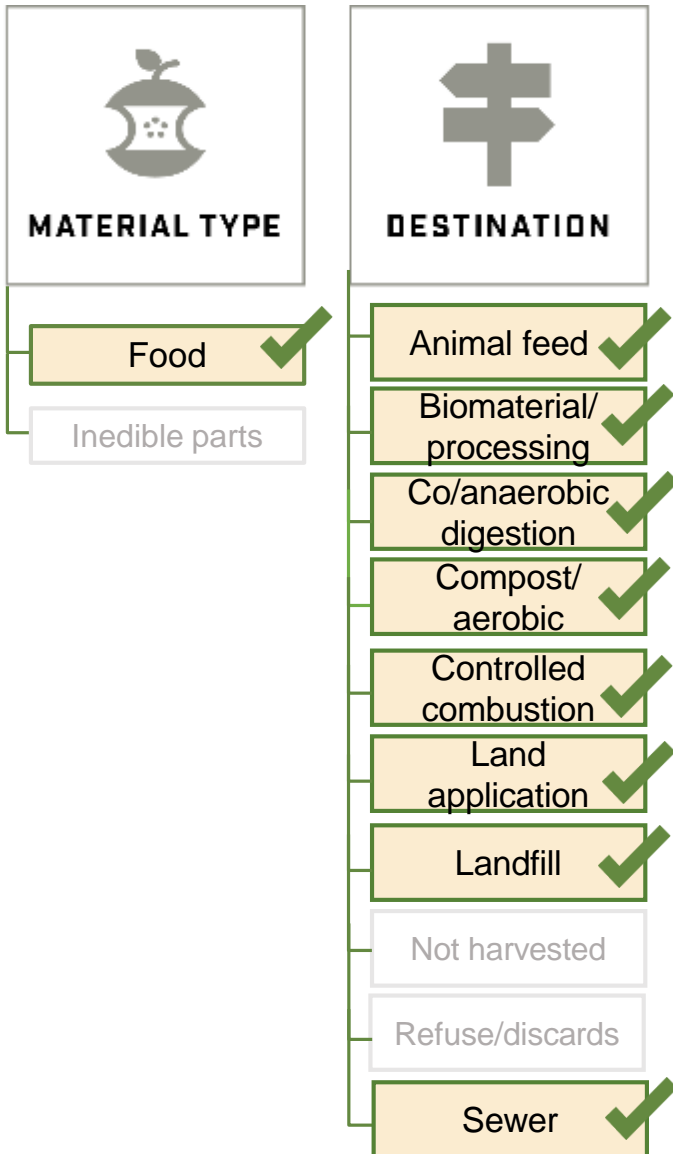 MATERIAL TYPE
Food
Inedible parts
DESTINATION
Animal feed
Biomaterial/
processing
Co/anaerobic
digestion
Compost/
aerobic
Controlled
combustion
Land
application
Landfill
Not harvested
Refuse/discards
Sewer